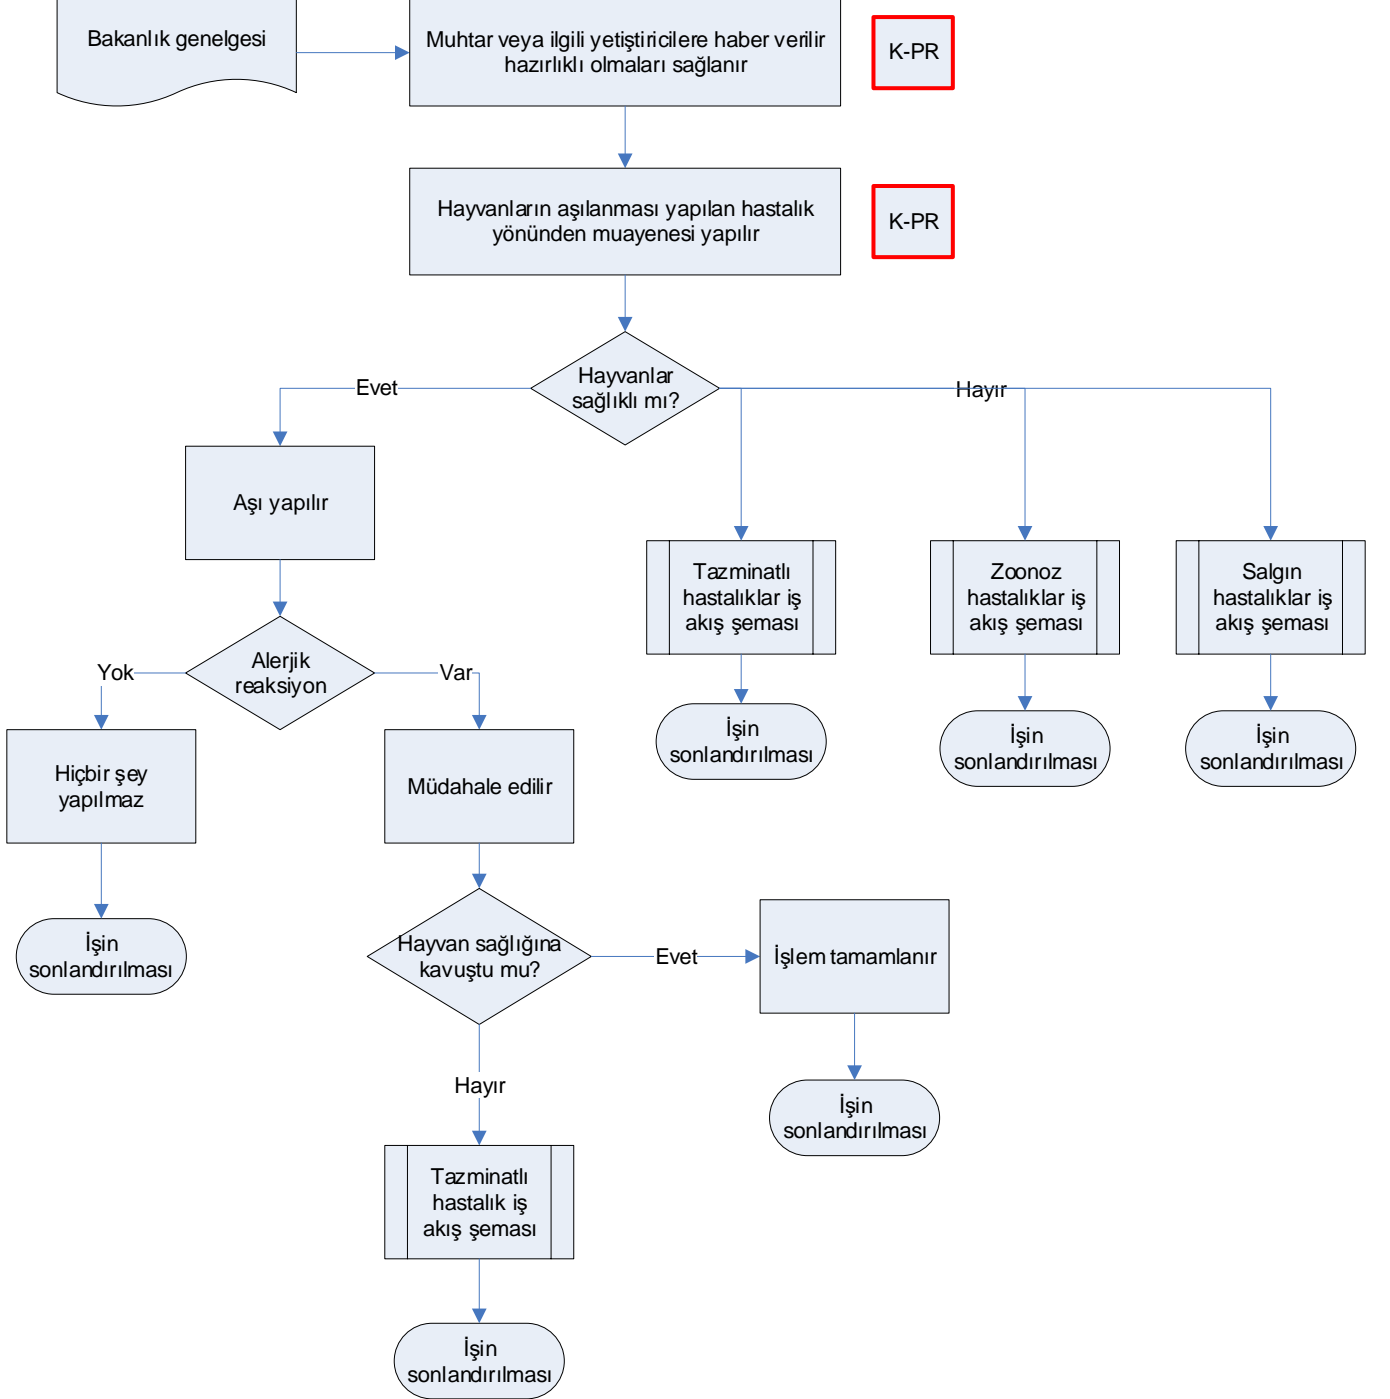 Bakanlık genelgesi
Muhtar veya ilgili yetiştiricilere haber verilir
hazırlıklı olmaları sağlanır
K-PR
Hayvanların aşılanması yapılan hastalık
yönünden muayenesi yapılır
K-PR
Hayvanlar
sağlıklı mı?
Evet
Hayır
Aşı yapılır
Tazminatlı
hastalıklar iş
akış şeması
Zoonoz
hastalıklar iş
akış şeması
Salgın
hastalıklar iş
akış şeması
Alerjik
reaksiyon
Yok
Var
İşin
sonlandırılması
İşin
sonlandırılması
İşin
sonlandırılması
Hiçbir şey
yapılmaz
Müdahale edilir
İşin
sonlandırılması
Hayvan sağlığına
kavuştu mu?
Evet
İşlem tamamlanır
Hayır
İşin
sonlandırılması
Tazminatlı
hastalık iş
akış şeması
İşin
sonlandırılması